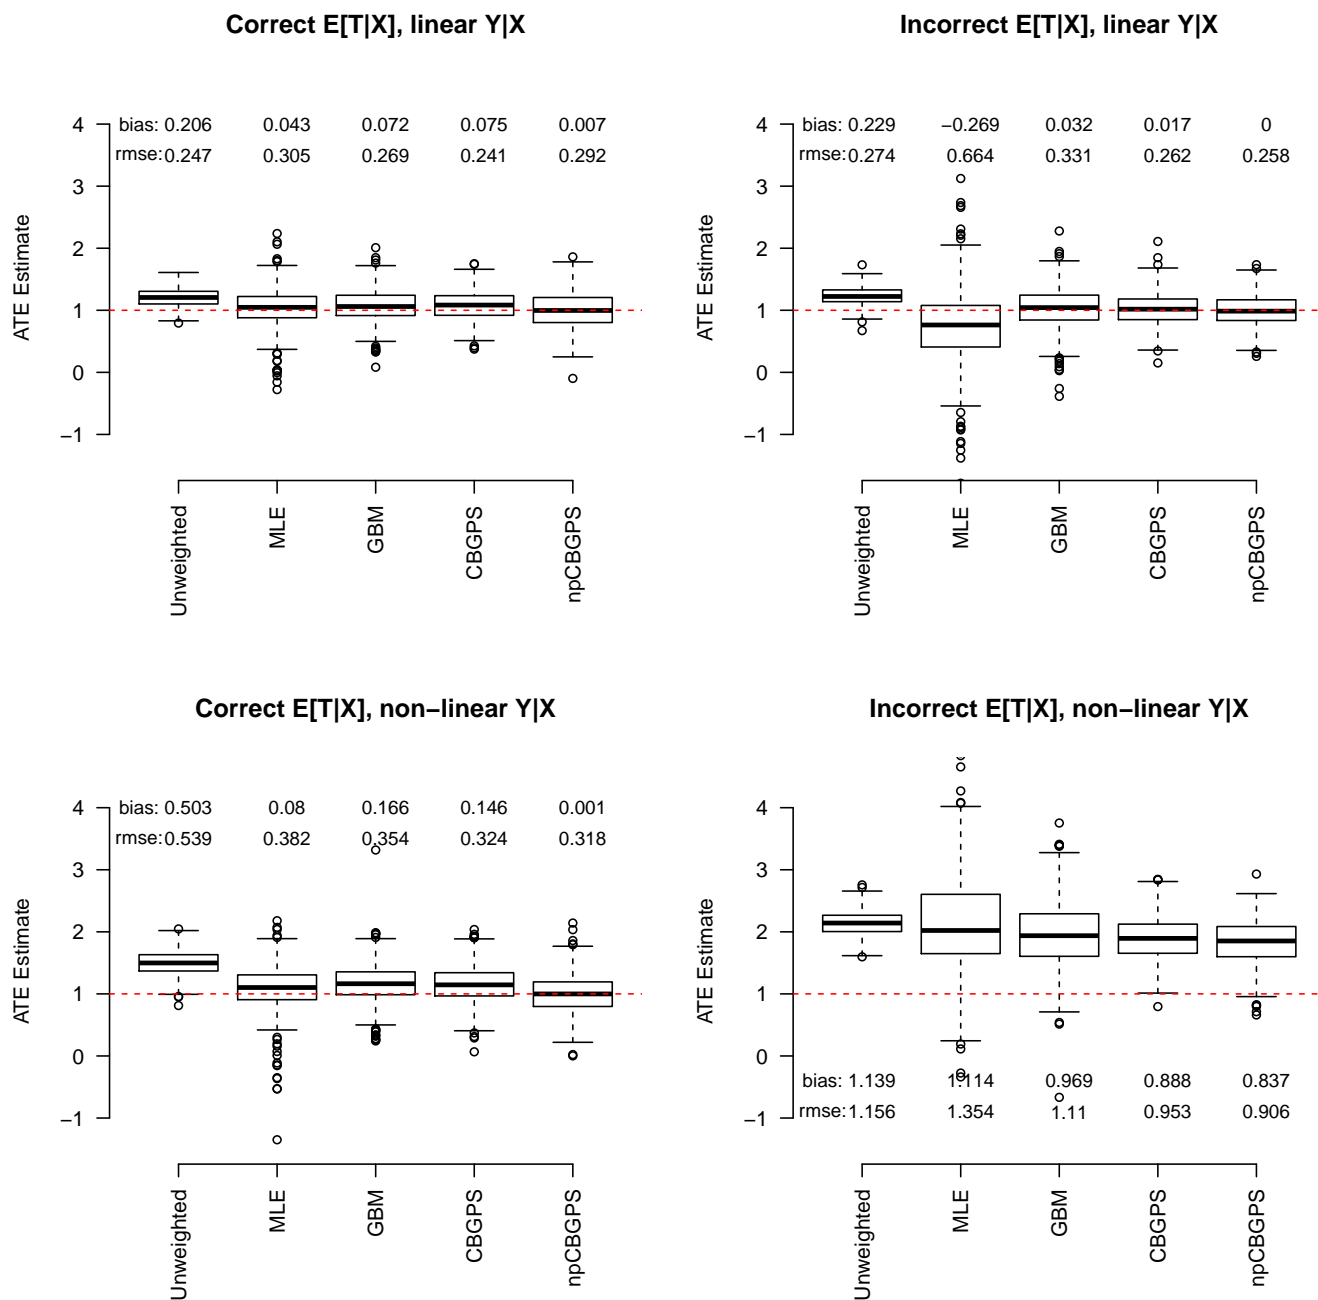 Correct E[T|X], linear Y|X
bias: 0.206 0.043 0.072 0.075 0.007
rmse: 0.247 0.305 0.269 0.241 0.292
4
3
2
1
0
−1
ATE Estimate
Unweighted
MLE
GBM
CBGPS
npCBGPS
Incorrect E[T|X], linear Y|X
bias: 0.229 −0.269 0.032 0.017 0
rmse: 0.274 0.664 0.331 0.262 0.258
4
3
2
1
0
−1
ATE Estimate
Unweighted
MLE
GBM
CBGPS
npCBGPS
Correct E[T|X], non−linear Y|X
bias: 0.503 0.08 0.166 0.146 0.001
rmse: 0.539 0.382 0.354 0.324 0.318
4
3
2
1
0
−1
ATE Estimate
Unweighted
MLE
GBM
CBGPS
npCBGPS
Incorrect E[T|X], non−linear Y|X
4
3
2
1
0
−1
ATE Estimate
bias: 1.139 1.114 0.969 0.888 0.837
rmse: 1.156 1.354 1.11 0.953 0.906
Unweighted
MLE
GBM
CBGPS
npCBGPS